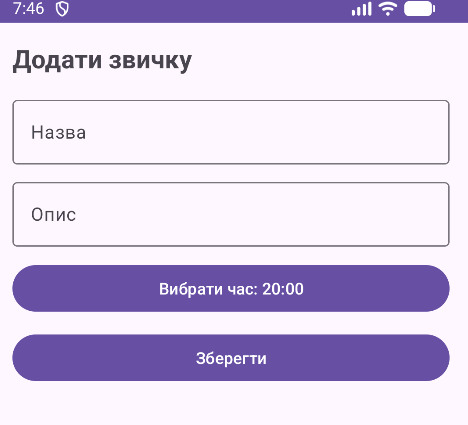 7:46
Додати звичку
Назва
Опис
Вибрати час: 20:00
Зберегти